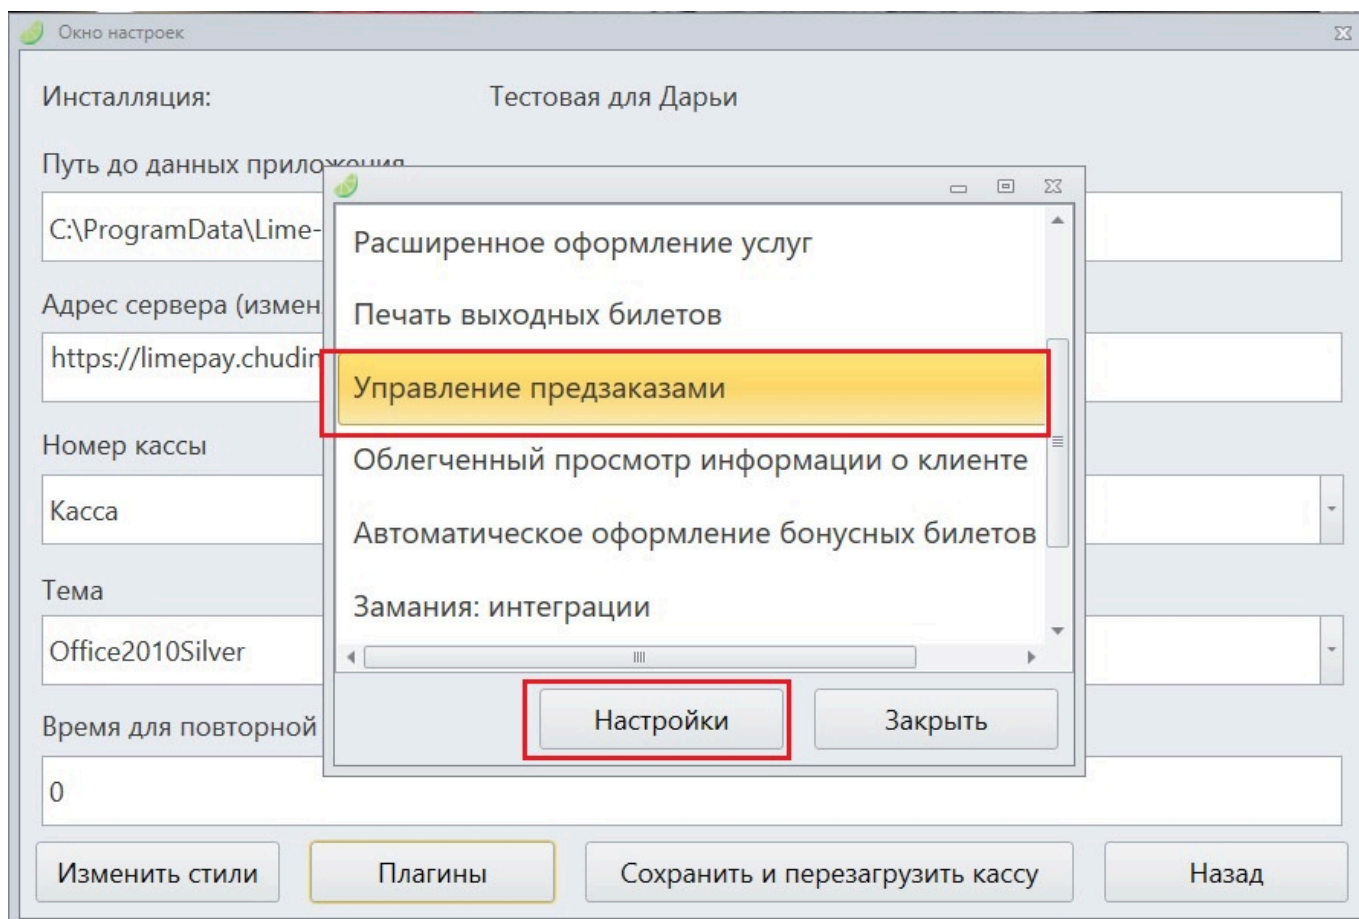 Окно настроек
Инсталляция: Тестовая для Дарьи
Путь до данных приложения
C:\ProgramData\Lime-
Адрес сервера (измен
https://limepay.chudin
Номер кассы
Касса
Тема
Office2010Silver
Время для повторной
0
Расширенное оформление услуг
Печать выходных билетов
Управление предзаказами
Облегченный просмотр информации о клиенте
Автоматическое оформление бонусных билетов
Замания: интеграции
Настройки Закрыть
Изменить стили Плагины Сохранить и перезагрузить кассу Назад